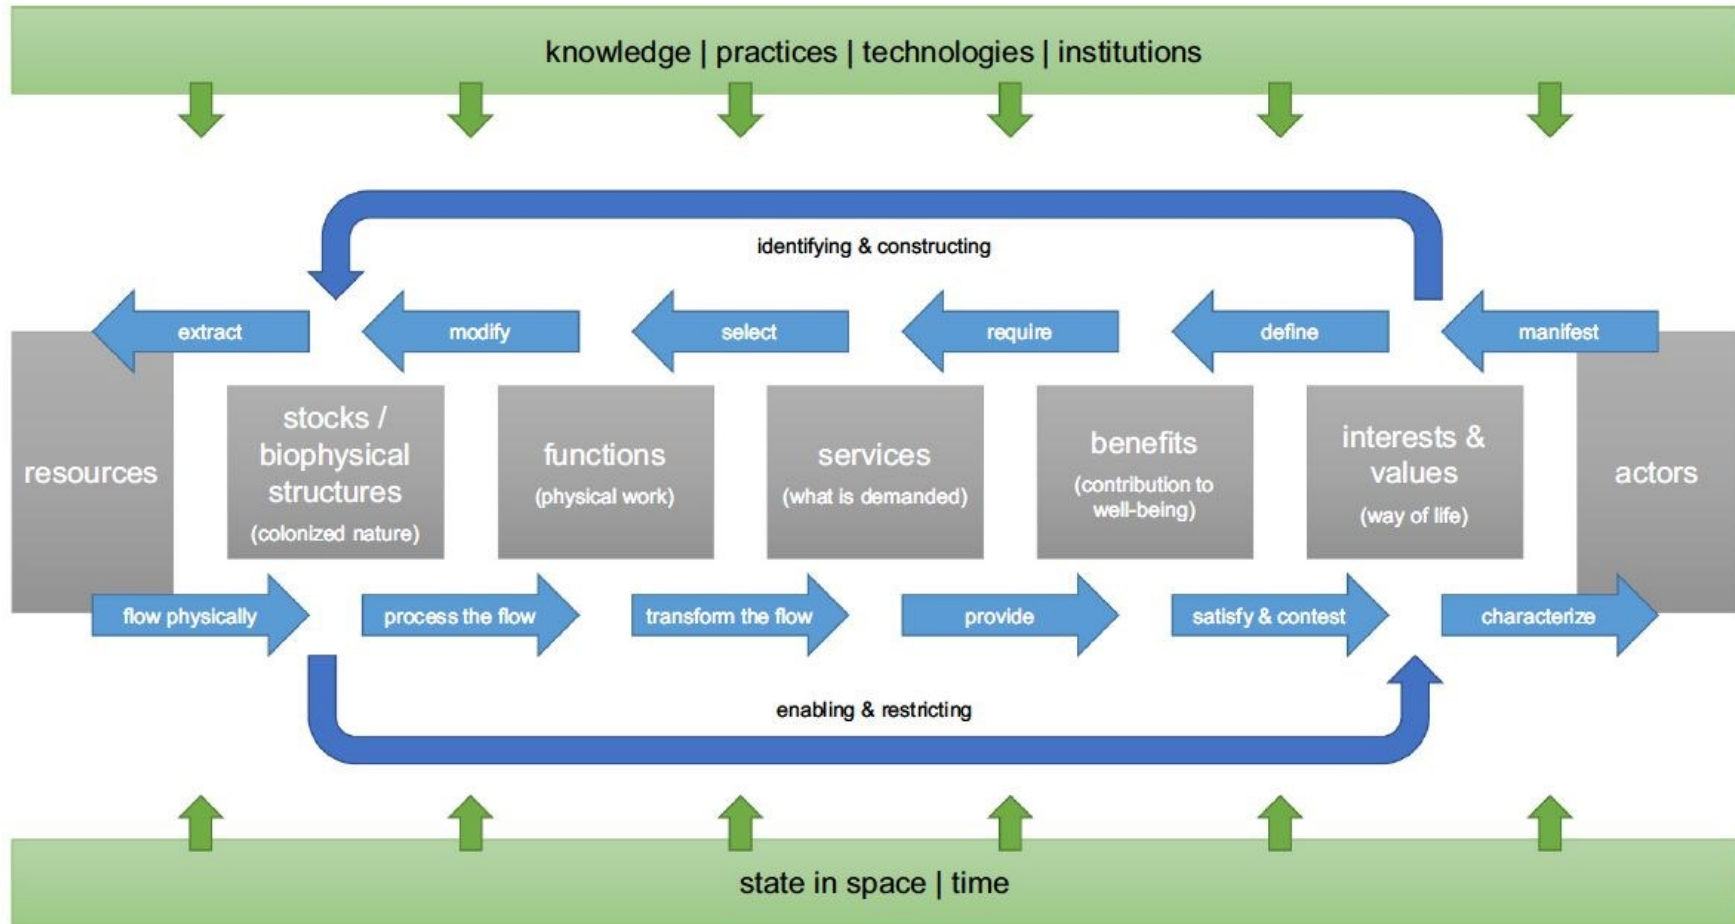 knowledge | practices | technologies | institutions
identifying & constructing
extract
modify
select
require
define
manifest
resources
stocks /
biophysical
structures
(colonized nature)
functions
(physical work)
services
(what is demanded)
benefits
(contribution to
well-being)
interests &
values
(way of life)
actors
flow physically
process the flow
transform the flow
provide
satisfy & contest
characterize
enabling & restricting
state in space | time